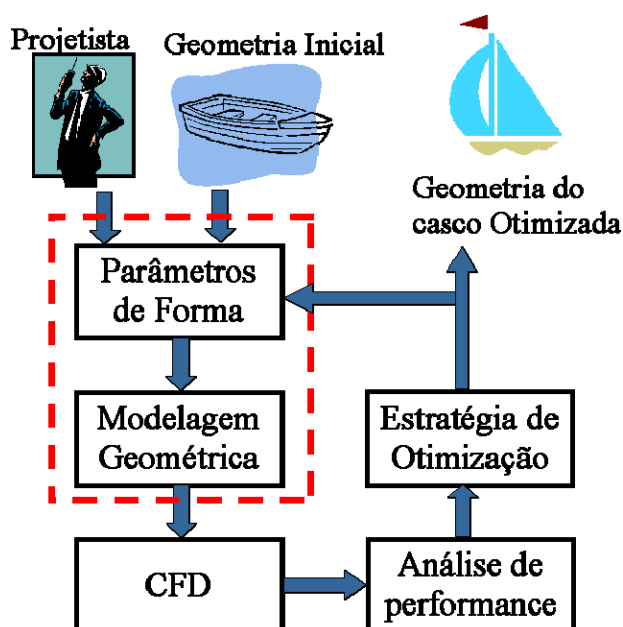 Projetista
Geometria Inicial
Geometria do
casco Otimizada
Parâmetros
de Forma
Modelagem
Geométrica
Estratégia de
Otimização
CFD
Análise de
performance